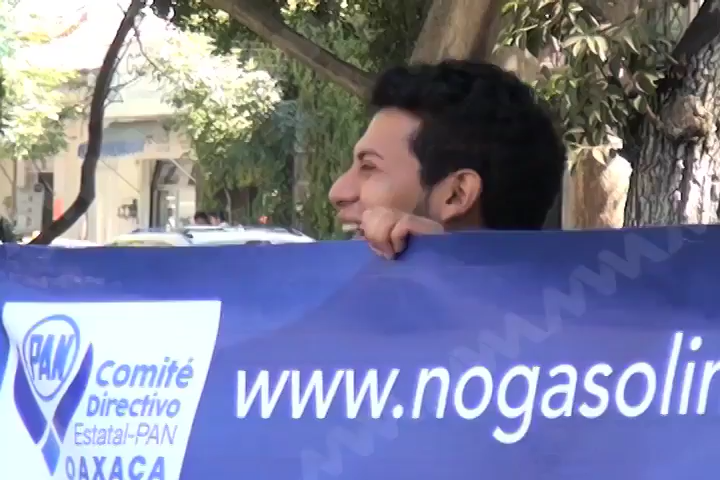 PAN
Comité
Directivo
Estatal-PAN
OAXACA
www.nogasolin